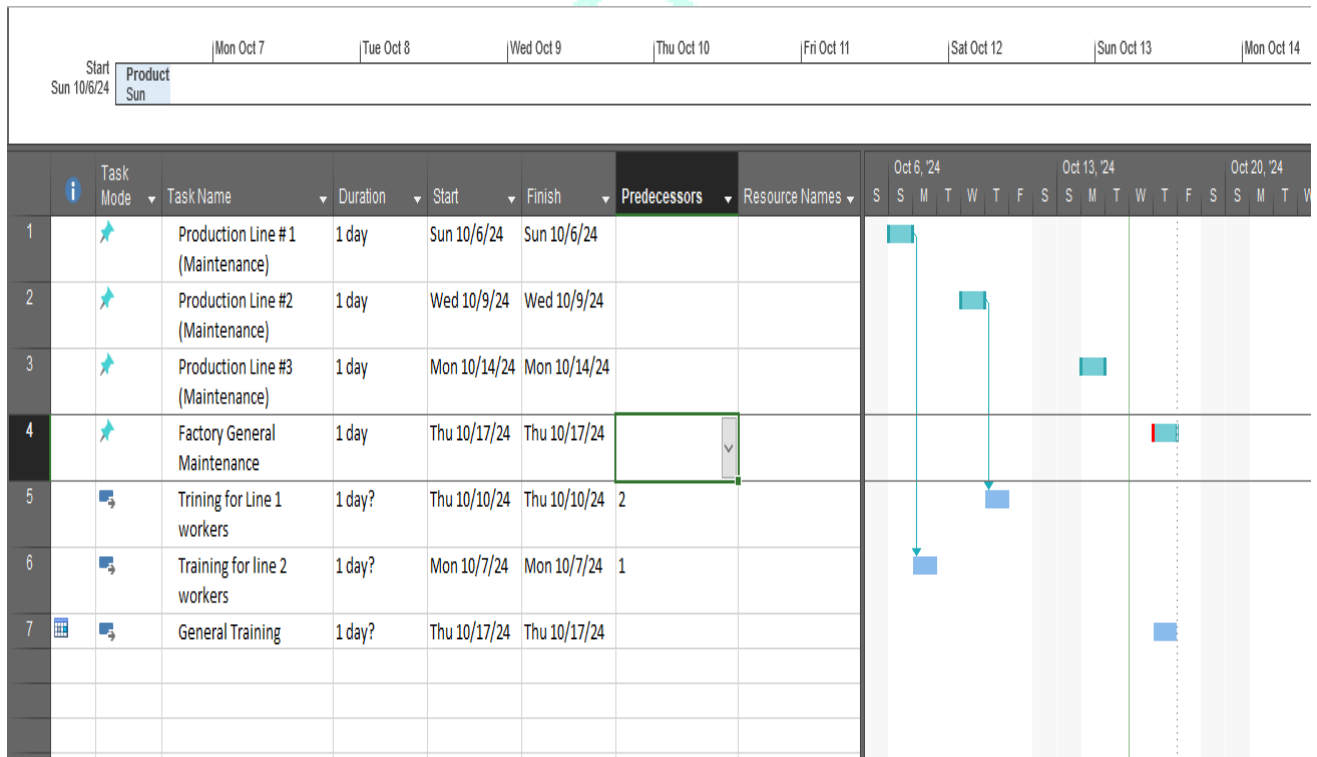 Mon Oct 7 Tue Oct 8 Wed Oct 9 Thu Oct 10 Fri Oct 11 Sat Oct 12 Sun Oct 13 Mon Oct 14
Start
Sun 10/6/24
Product
Sun
Task Mode Task Name Duration Start Finish Predecessors Resource Names
Oct 6, '24 Oct 13, '24 Oct 20, '24
S S M T W T F S S M T W T F S S M T W
1 Production Line #1 (Maintenance) 1 day Sun 10/6/24 Sun 10/6/24
2 Production Line #2 (Maintenance) 1 day Wed 10/9/24 Wed 10/9/24
3 Production Line #3 (Maintenance) 1 day Mon 10/14/24 Mon 10/14/24
4 Factory General Maintenance 1 day Thu 10/17/24 Thu 10/17/24
5 Trining for Line 1 workers 1 day? Thu 10/10/24 Thu 10/10/24 2
6 Training for line 2 workers 1 day? Mon 10/7/24 Mon 10/7/24 1
7 General Training 1 day? Thu 10/17/24 Thu 10/17/24